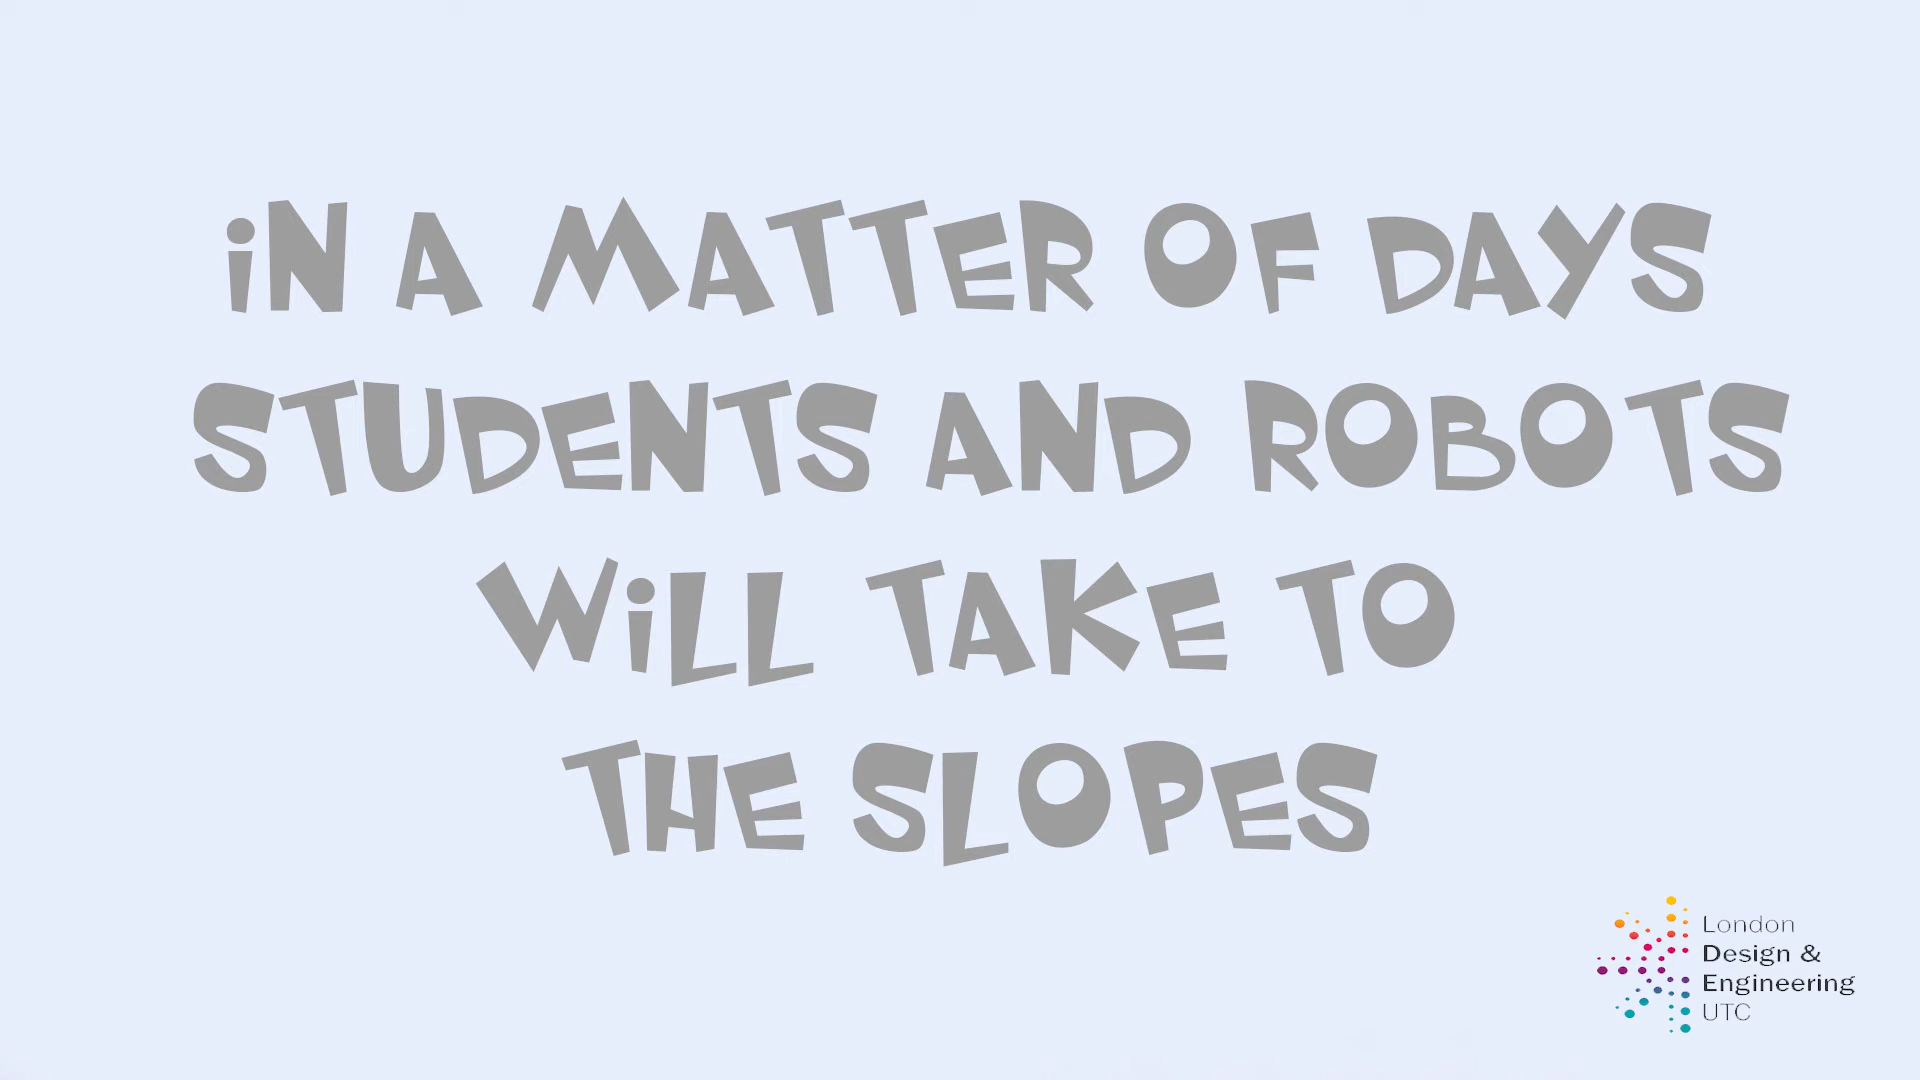 iN A MATTER OF DAYS
STUDENTS AND ROBOTS
WiLL TAKE TO
THE SLOPES
London
Design &
Engineering
UTC